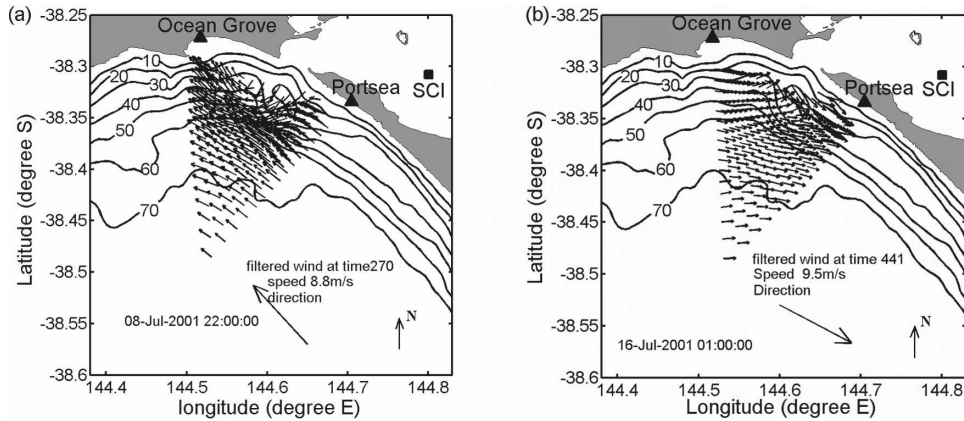 (a)
Ocean Grove
Portsea
SCI
10
20
30
40
50
60
70
filtered wind at time270
speed 8.8m/s
direction
08-Jul-2001 22:00:00
N
-38.25
-38.3
-38.35
-38.4
-38.45
-38.5
-38.55
-38.6
Latitude (degree S)
144.4
144.5
144.6
144.7
144.8
longitude (degree E)
(b)
Ocean Grove
Portsea
SCI
10
20
30
40
50
60
70
filtered wind at time 441
Speed 9.5m/s
Direction
16-Jul-2001 01:00:00
N
-38.25
-38.3
-38.35
-38.4
-38.45
-38.5
-38.55
-38.6
Latitude (degree S)
144.4
144.5
144.6
144.7
144.8
Longitude (degree E)